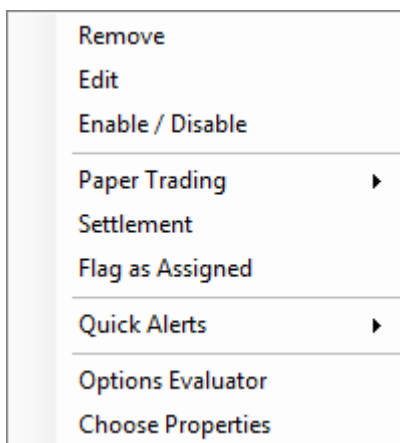 Remove
Edit
Enable / Disable
Paper Trading
Settlement
Flag as Assigned
Quick Alerts
Options Evaluator
Choose Properties